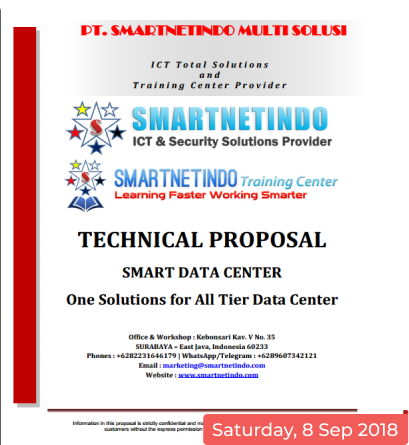 PT. SMARTNETINDO MULTI SOLUSI
ICT Total Solutions
and
Training Center Provider
S
SMARTNETINDO
ICT & Security Solutions Provider
S
SMARTNETINDO Training Center
Learning Faster Working Smarter
TECHNICAL PROPOSAL
SMART DATA CENTER
One Solutions for All Tier Data Center
Office & Workshop : Kebonsari Kav. V No. 35
SURABAYA – East Java, Indonesia 60233
Phones : +6282231646179 | WhatsApp/Telegram : +6289607342121
Email : marketing@smartnetindo.com
Website : www.smartnetindo.com
Information in this proposal is strictly confidential and
customers without the express permission
Saturday, 8 Sep 2018